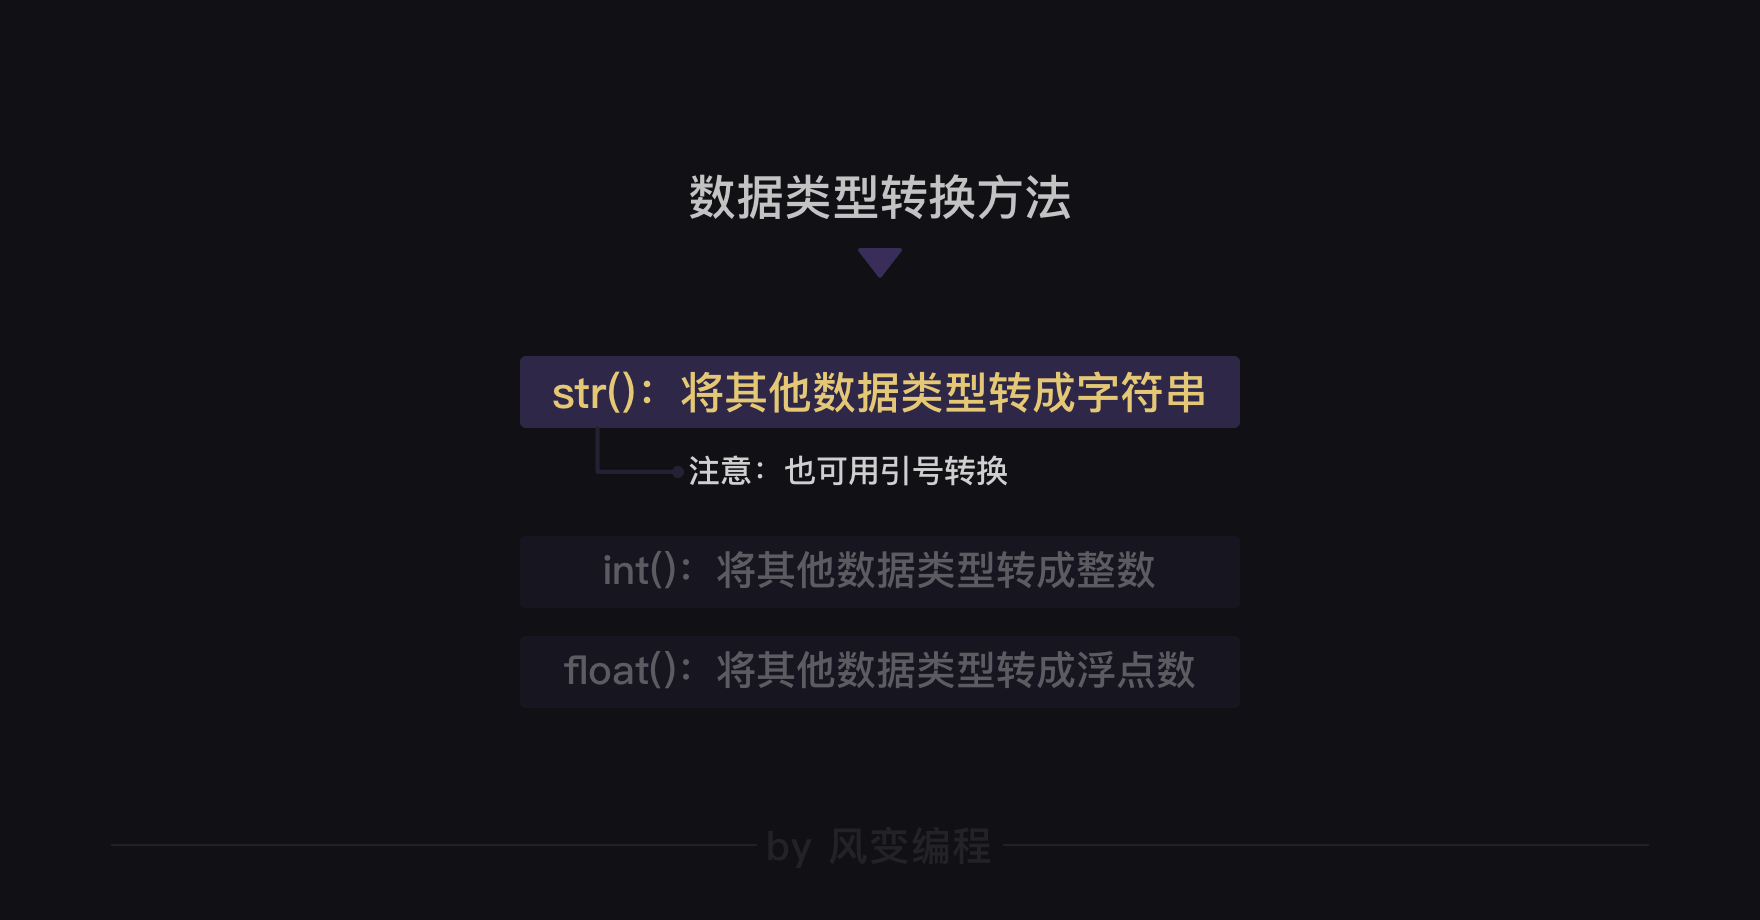 数据类型转换方法
str()：将其他数据类型转成字符串
注意：也可用引号转换
int()：将其他数据类型转成整数
float()：将其他数据类型转成浮点数
by 风变编程